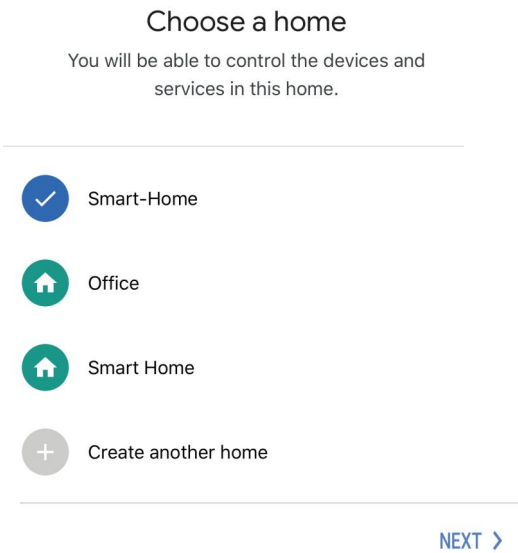 Choose a home
You will be able to control the devices and
services in this home.
Smart-Home
Office
Smart Home
Create another home
NEXT